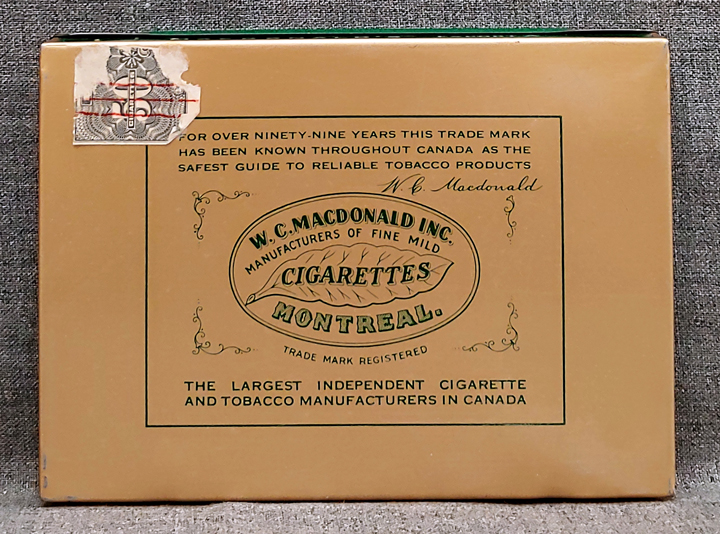 50
FOR OVER NINETY-NINE YEARS THIS TRADE MARK
HAS BEEN KNOWN THROUGHOUT CANADA AS THE
SAFEST GUIDE TO RELIABLE TOBACCO PRODUCTS
W. C. Macdonald
W. C. MACDONALD INC.
MANUFACTURERS OF FINE MILD
CIGARETTES
MONTREAL.
TRADE MARK REGISTERED
THE LARGEST INDEPENDENT CIGARETTE
AND TOBACCO MANUFACTURERS IN CANADA